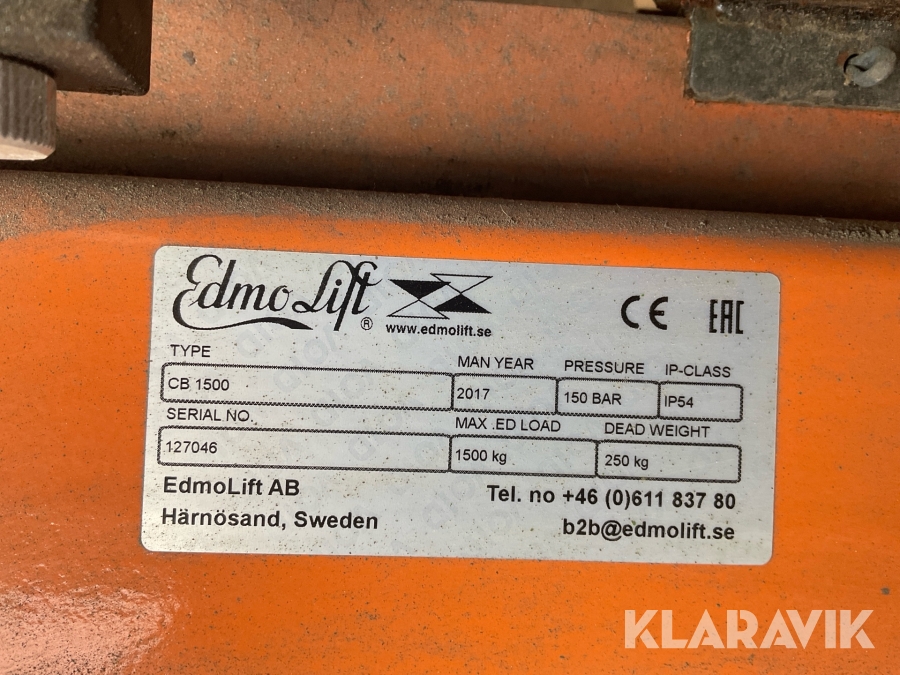 Edmo Lift ®
www.edmolift.se
CE EAC
TYPE MAN YEAR PRESSURE IP-CLASS
CB 1500 2017 150 BAR IP54
SERIAL NO. MAX .ED LOAD DEAD WEIGHT
127046 1500 kg 250 kg
EdmoLift AB Tel. no +46 (0)611 837 80
Härnösand, Sweden b2b@edmolift.se
KLARAVIK